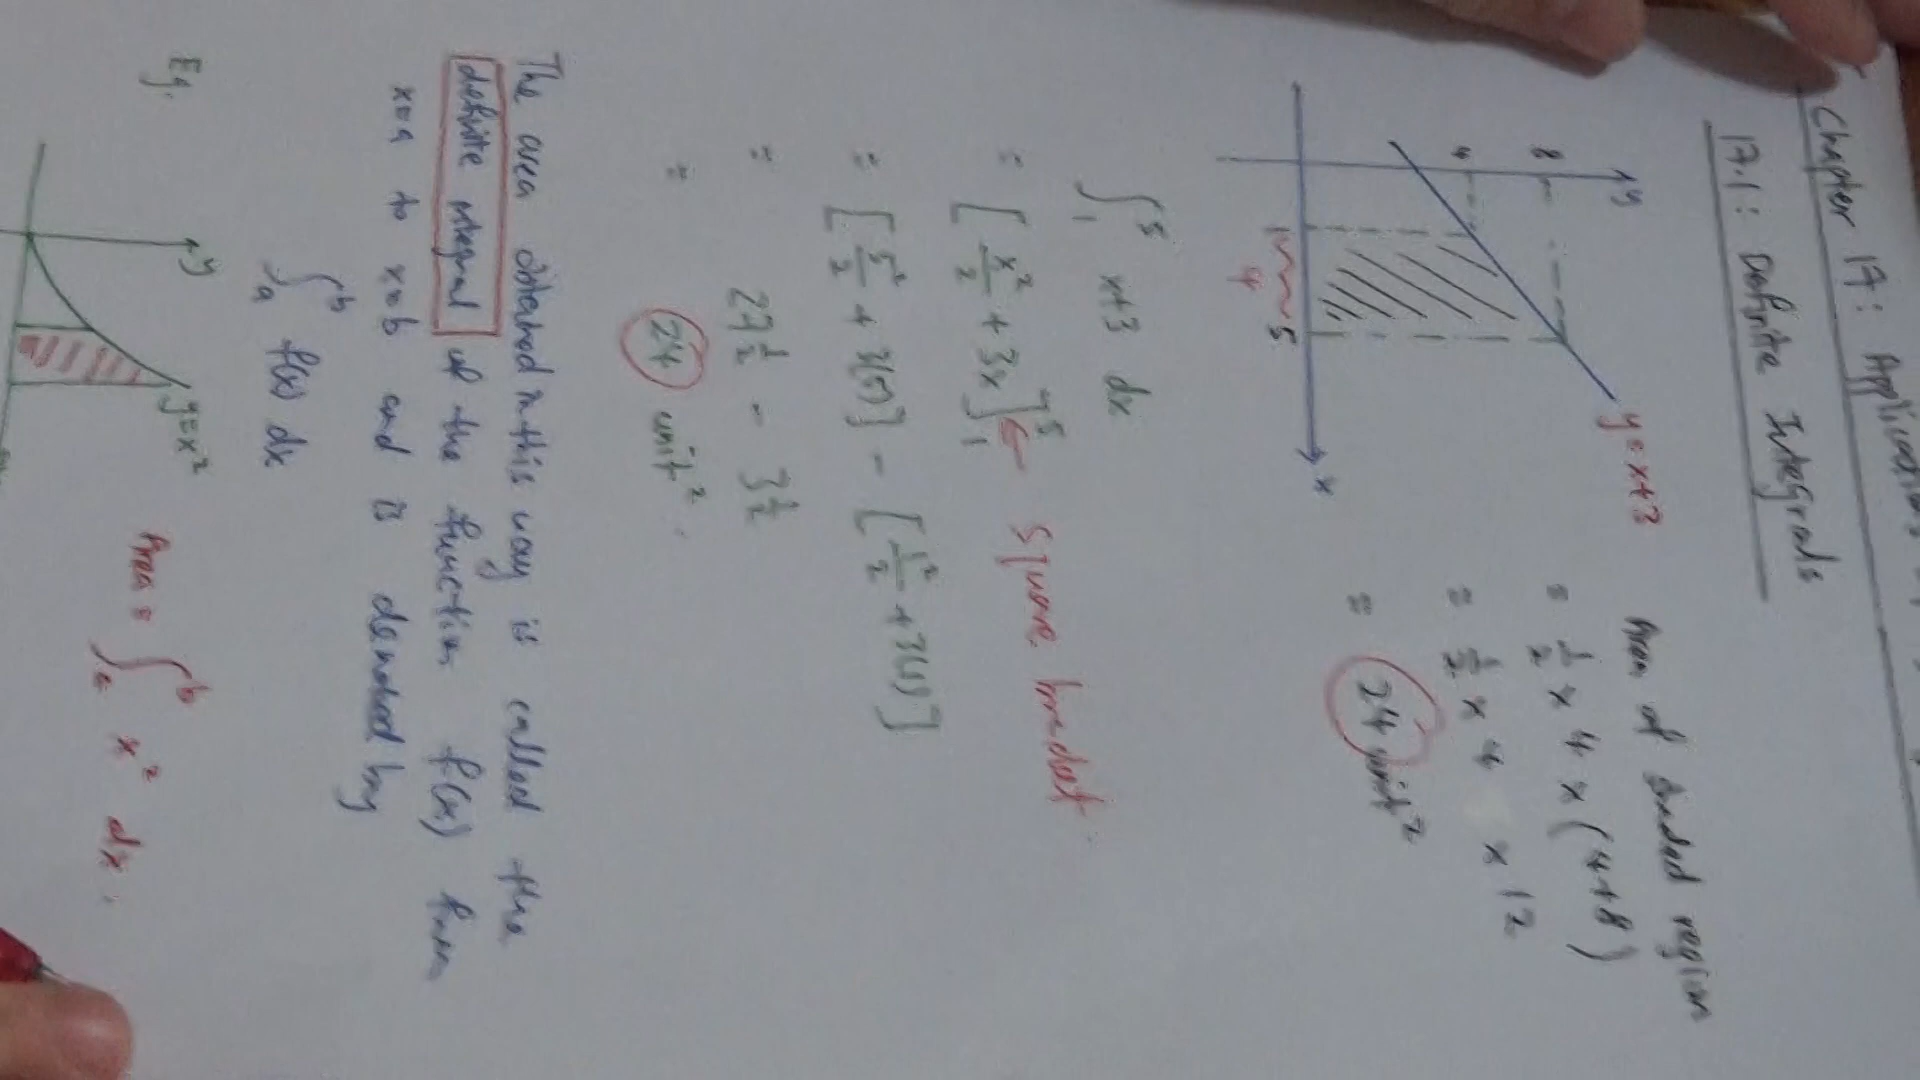 Chapter 17: Applications
17.1: Definite Integrals
y
8
4
y=x+3
5
x
4
Area of shaded region
= 1/2 x 4 x (4+8)
= 1/2 x 4 x 12
= 24 unit²
∫₁⁵ x+3 dx
= [x²/2 + 3x]₁⁵ ← square bracket
= [5²/2 + 3(5)] - [1²/2 + 3(1)]
= 27 1/2 - 3 1/2
= 24 unit².
The area obtained in this way is called the
definite integral of the function f(x) from
x=a to x=b and is denoted by
∫ₐᵇ f(x) dx
Eg.
y
y=x²
Area = ∫ₐᵇ x² dx.